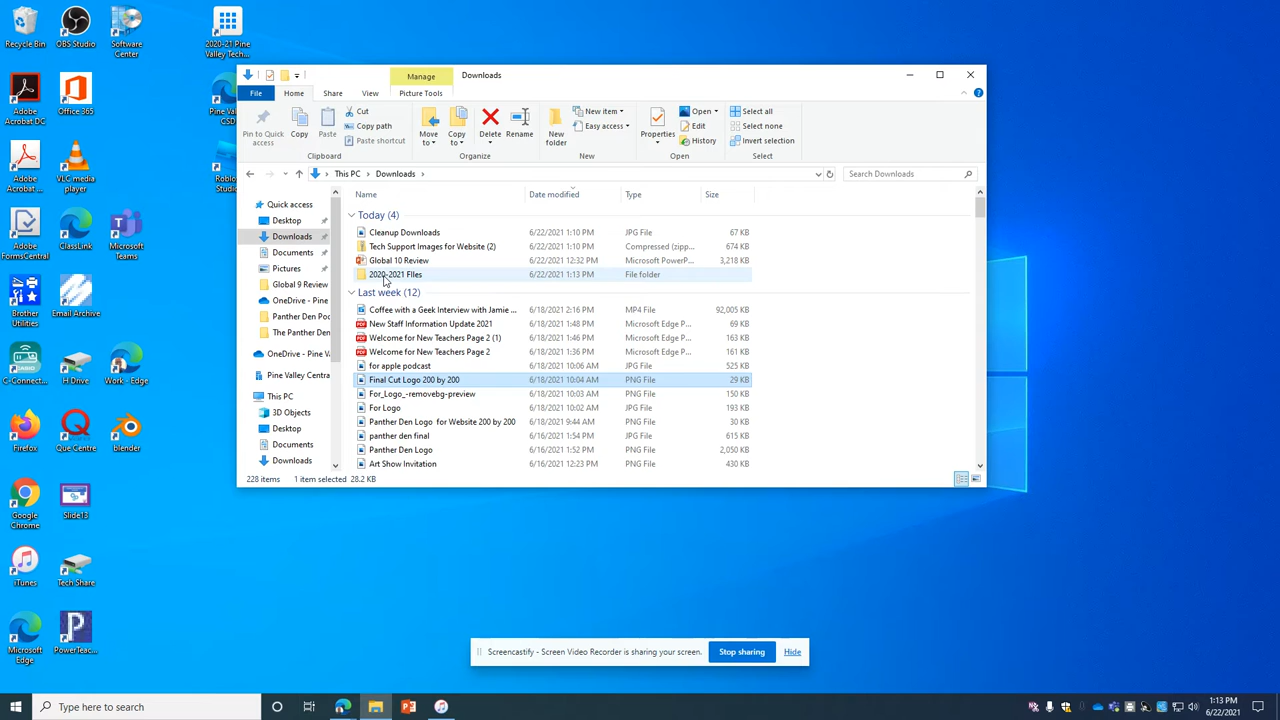 Recycle Bin
OBS Studio
Software Center
2020-21 Pine Valley Tech...
Adobe Acrobat DC
Office 365
Pine V... CSD
Adobe Acrobat ...
VLC media player
Roblo... Studi...
Adobe FormsCentral
ClassLink
Microsoft Teams
Brother Utilities
Email Archive
C-Connect...
H Drive
Work - Edge
Firefox
Que Centre
blender
Google Chrome
Slide13
iTunes
Tech Share
Microsoft Edge
PowerTeac...
Manage
Downloads
File
Home
Share
View
Picture Tools
Pin to Quick access
Copy
Paste
Cut
Copy path
Paste shortcut
Clipboard
Move to
Copy to
Delete
Rename
Organize
New folder
New item
Easy access
New
Properties
Open
Edit
History
Open
Select all
Select none
Invert selection
Select
This PC > Downloads >
Search Downloads
Name Date modified Type Size
Quick access
Desktop
Downloads
Documents
Pictures
Global 9 Review
OneDrive - Pine
Panther Den Poc
The Panther Den
OneDrive - Pine Va
Pine Valley Centra
This PC
3D Objects
Desktop
Documents
Downloads
Today (4)
Cleanup Downloads 6/22/2021 1:10 PM JPG File 67 KB
Tech Support Images for Website (2) 6/22/2021 1:10 PM Compressed (zipp... 674 KB
Global 10 Review 6/22/2021 12:32 PM Microsoft PowerP... 3,218 KB
2020-2021 FIles 6/22/2021 1:13 PM File folder
Last week (12)
Coffee with a Geek Interview with Jamie ... 6/18/2021 2:16 PM MP4 File 92,005 KB
New Staff Information Update 2021 6/18/2021 1:48 PM Microsoft Edge P... 69 KB
Welcome for New Teachers Page 2 (1) 6/18/2021 1:46 PM Microsoft Edge P... 163 KB
Welcome for New Teachers Page 2 6/18/2021 1:36 PM Microsoft Edge P... 161 KB
for apple podcast 6/18/2021 10:06 AM JPG File 525 KB
Final Cut Logo 200 by 200 6/18/2021 10:04 AM PNG File 29 KB
For_Logo_-removebg-preview 6/18/2021 10:03 AM PNG File 150 KB
For Logo 6/18/2021 10:02 AM JPG File 193 KB
Panther Den Logo for Website 200 by 200 6/18/2021 9:44 AM PNG File 30 KB
panther den final 6/16/2021 1:54 PM JPG File 615 KB
Panther Den Logo 6/16/2021 1:52 PM PNG File 2,050 KB
Art Show Invitation 6/16/2021 12:23 PM PNG File 430 KB
228 items 1 item selected 28.2 KB
Screencastify - Screen Video Recorder is sharing your screen.
Stop sharing
Hide
Type here to search
1:13 PM
6/22/2021